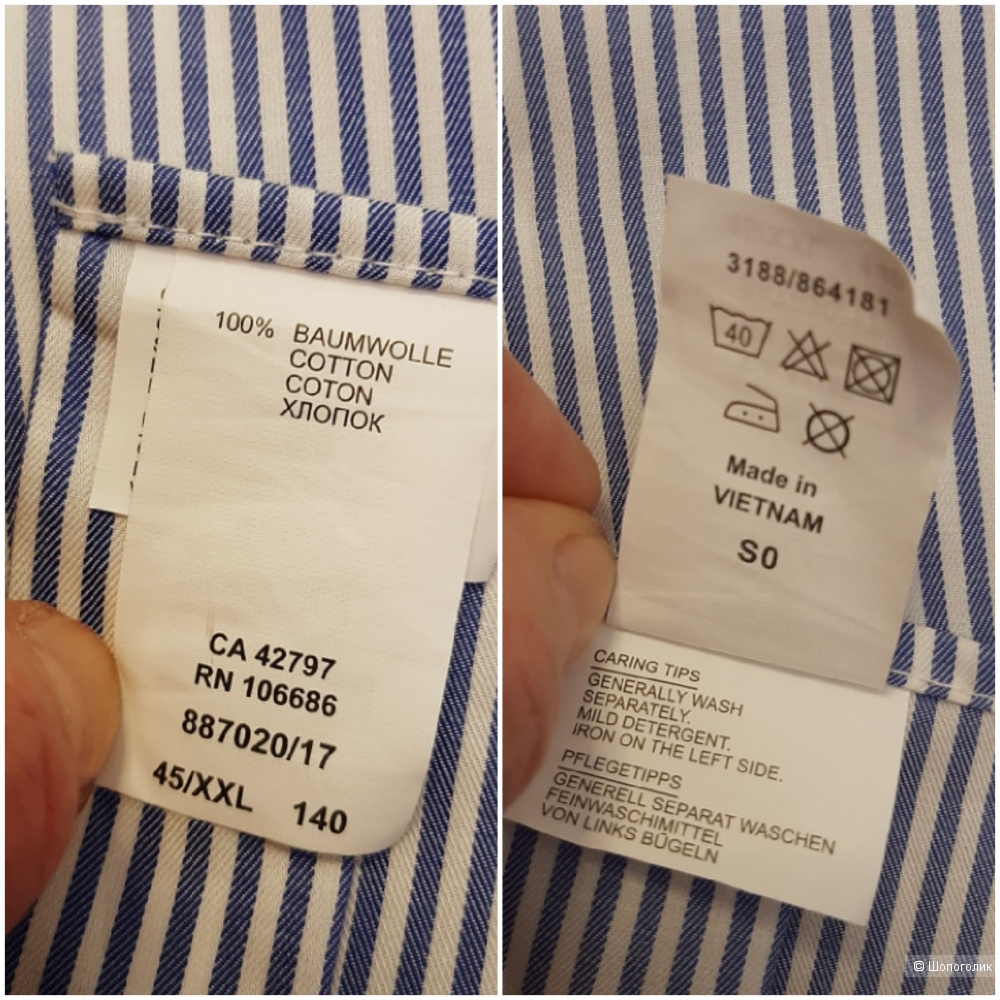 100% BAUMWOLLE
COTTON
COTON
ХЛОПОК
CA 42797
RN 106686
887020/17
45/XXL 140
3188/864181
40
Made in
VIETNAM
S0
CARING TIPS
GENERALLY WASH
SEPARATELY.
MILD DETERGENT.
IRON ON THE LEFT SIDE.
PFLEGETIPPS
GENERELL SEPARAT WASCHEN
FEINWASCHMITTEL
VON LINKS BÜGELN
© Шопоголик